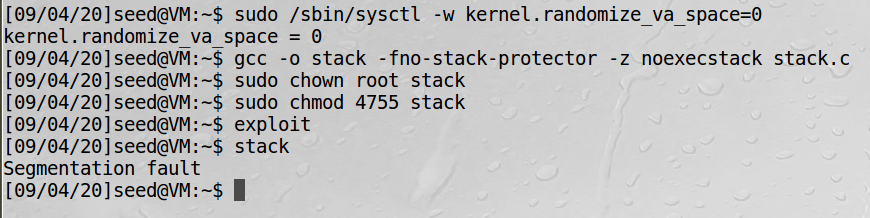 [09/04/20]seed@VM:~$ sudo /sbin/sysctl -w kernel.randomize_va_space=0
kernel.randomize_va_space = 0
[09/04/20]seed@VM:~$ gcc -o stack -fno-stack-protector -z noexecstack stack.c
[09/04/20]seed@VM:~$ sudo chown root stack
[09/04/20]seed@VM:~$ sudo chmod 4755 stack
[09/04/20]seed@VM:~$ exploit
[09/04/20]seed@VM:~$ stack
Segmentation fault
[09/04/20]seed@VM:~$